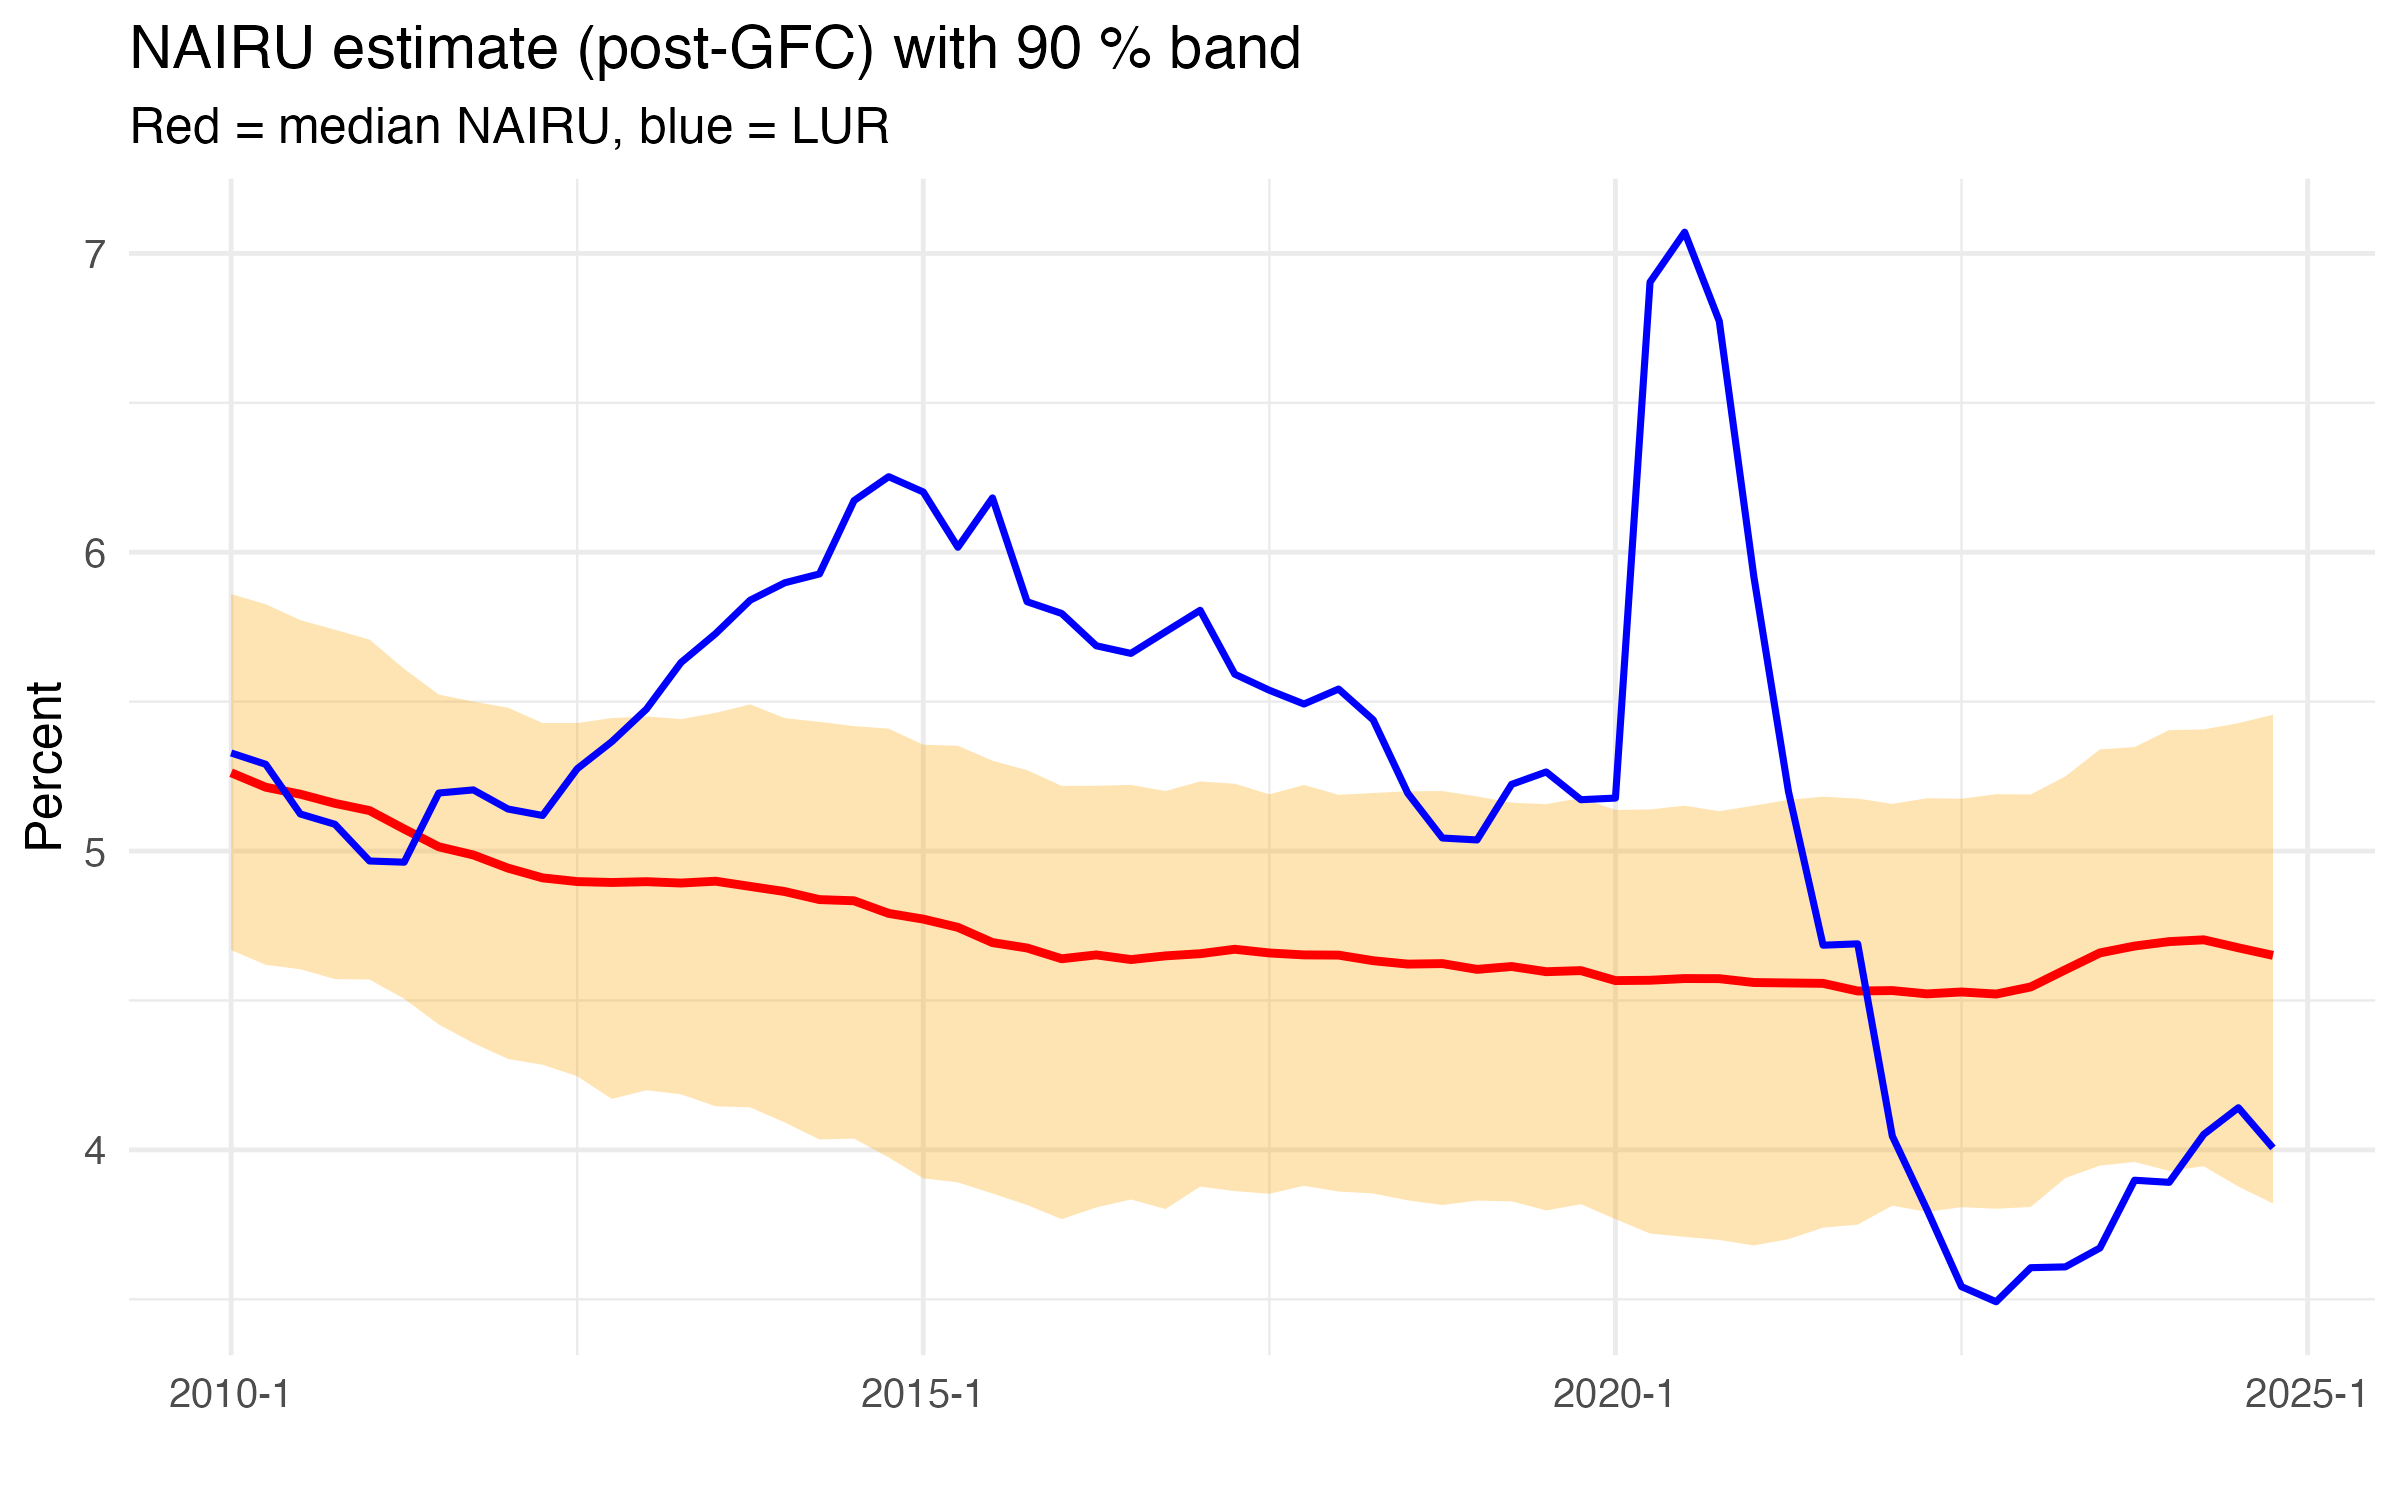 NAIRU estimate (post-GFC) with 90 % band
Red = median NAIRU, blue = LUR
Percent
7
6
5
4
2010-1
2015-1
2020-1
2025-1